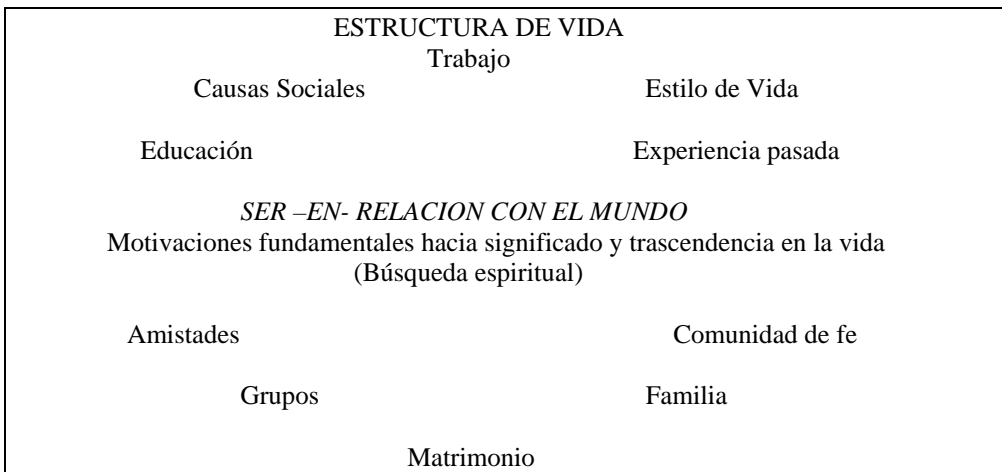 ESTRUCTURA DE VIDA
Trabajo
Causas Sociales Estilo de Vida
Educación Experiencia pasada
SER –EN- RELACION CON EL MUNDO
Motivaciones fundamentales hacia significado y trascendencia en la vida
(Búsqueda espiritual)
Amistades Comunidad de fe
Grupos Familia
Matrimonio